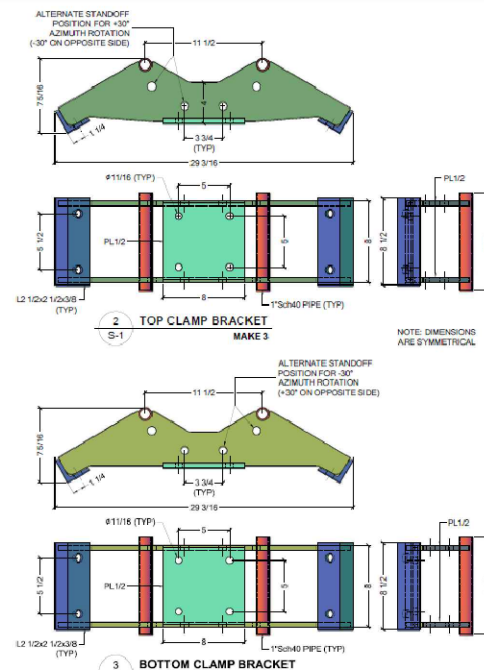 ALTERNATE STANDOFF
POSITION FOR +30°
AZIMUTH ROTATION
(-30° ON OPPOSITE SIDE)
11 1/2
7 5/16
4
1 1/4
3 3/4
(TYP)
29 3/16
ø11/16 (TYP)
5
PL1/2
5 1/2
PL1/2
5
8
8 1/2
8
L2 1/2x2 1/2x3/8
(TYP)
1"Sch40 PIPE (TYP)
2
S-1
TOP CLAMP BRACKET
MAKE 3
NOTE: DIMENSIONS
ARE SYMMETRICAL
ALTERNATE STANDOFF
POSITION FOR -30°
AZIMUTH ROTATION
(+30° ON OPPOSITE SIDE)
11 1/2
7 5/16
1 1/4
3 3/4
(TYP)
29 3/16
ø11/16 (TYP)
5
PL1/2
5 1/2
PL1/2
5
8
8 1/2
8
L2 1/2x2 1/2x3/8
(TYP)
1"Sch40 PIPE (TYP)
3
BOTTOM CLAMP BRACKET